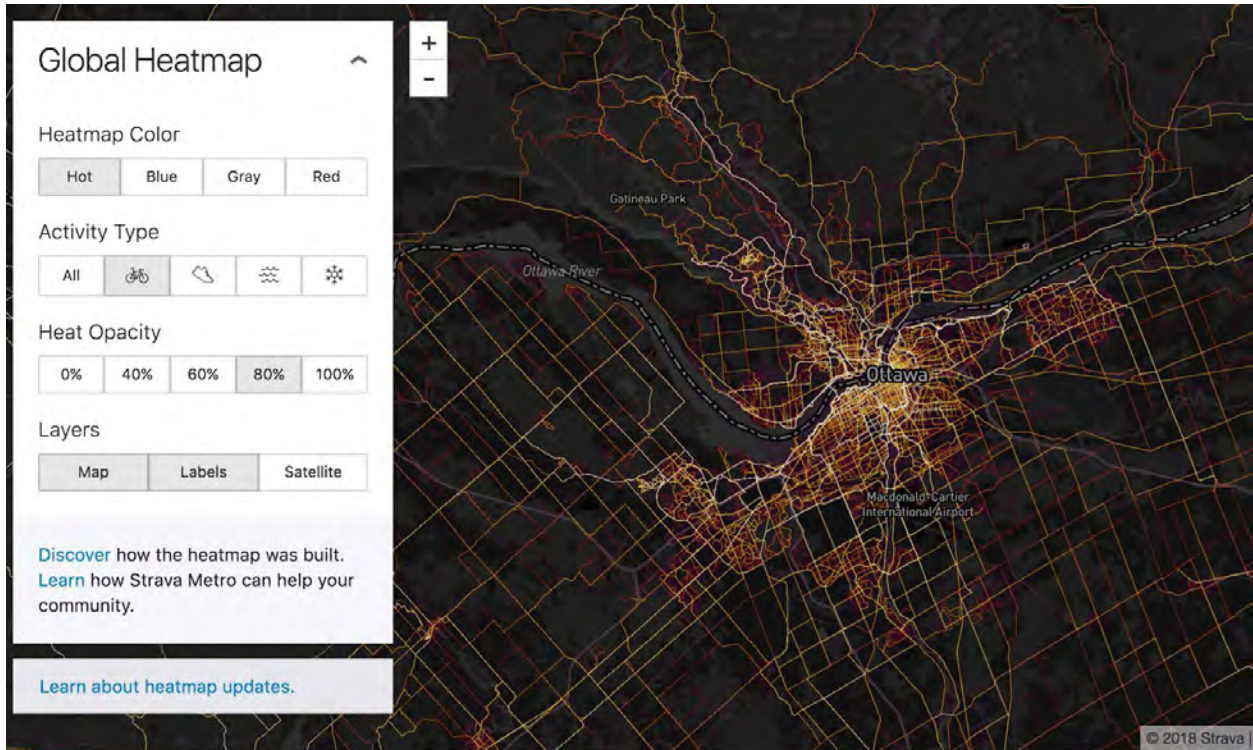 Global Heatmap
+
-
Heatmap Color
Hot Blue Gray Red
Activity Type
All
Heat Opacity
0% 40% 60% 80% 100%
Layers
Map Labels Satellite
Discover how the heatmap was built.
Learn how Strava Metro can help your
community.
Learn about heatmap updates.
Gatineau Park
Ottawa River
Ottawa
Macdonald-Cartier
International Airport
© 2018 Strava